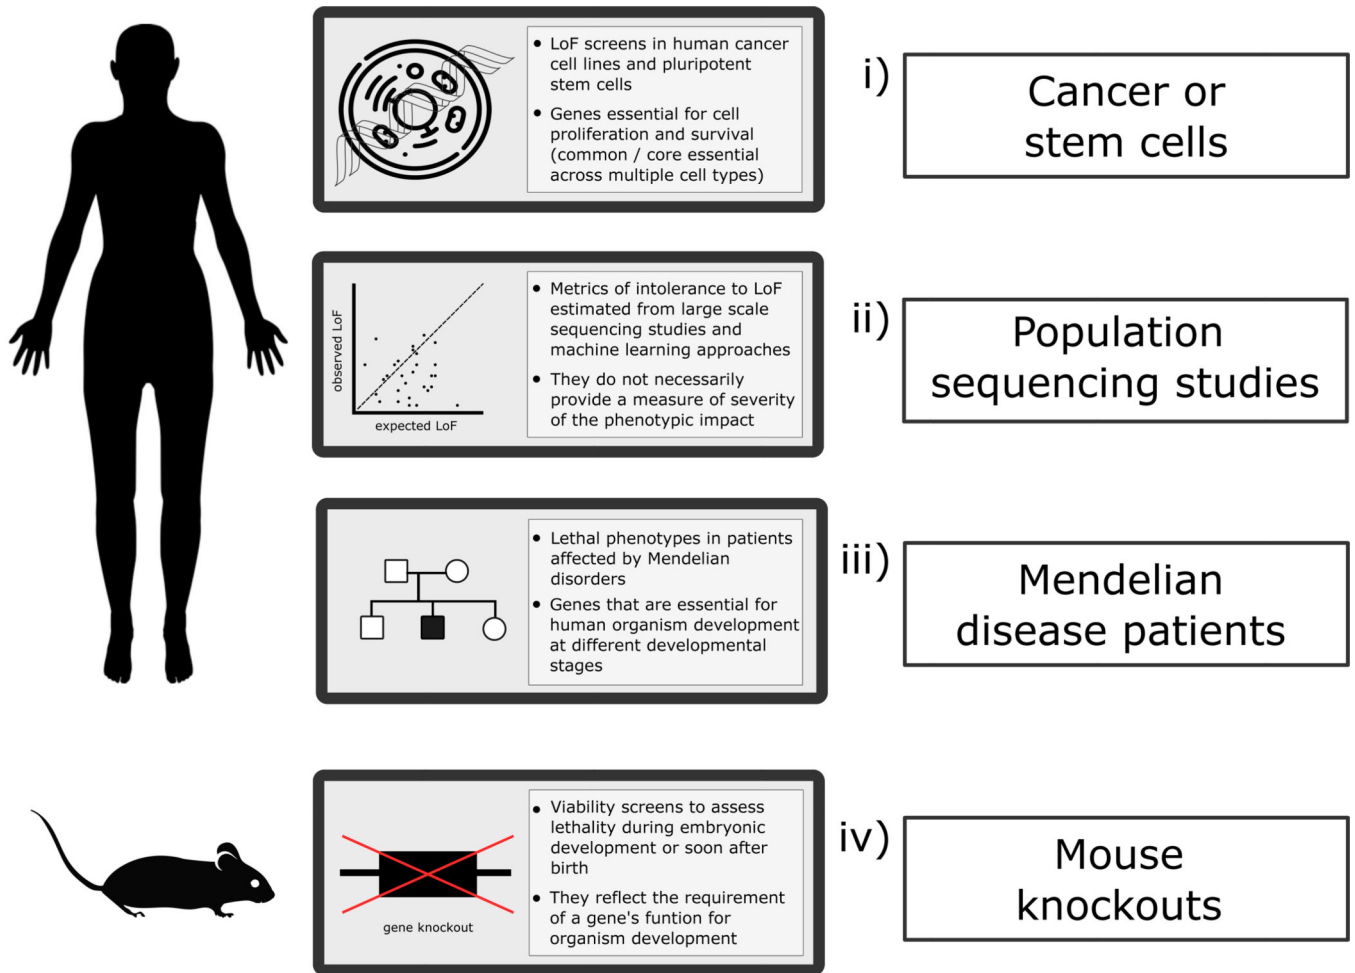 • LoF screens in human cancer
cell lines and pluripotent
stem cells
• Genes essential for cell
proliferation and survival
(common / core essential
across multiple cell types)
i)
Cancer or
stem cells
observed LoF
expected LoF
• Metrics of intolerance to LoF
estimated from large scale
sequencing studies and
machine learning approaches
• They do not necessarily
provide a measure of severity
of the phenotypic impact
ii)
Population
sequencing studies
• Lethal phenotypes in patients
affected by Mendelian
disorders
• Genes that are essential for
human organism development
at different developmental
stages
iii)
Mendelian
disease patients
gene knockout
• Viability screens to assess
lethality during embryonic
development or soon after
birth
• They reflect the requirement
of a gene's funtion for
organism development
iv)
Mouse
knockouts